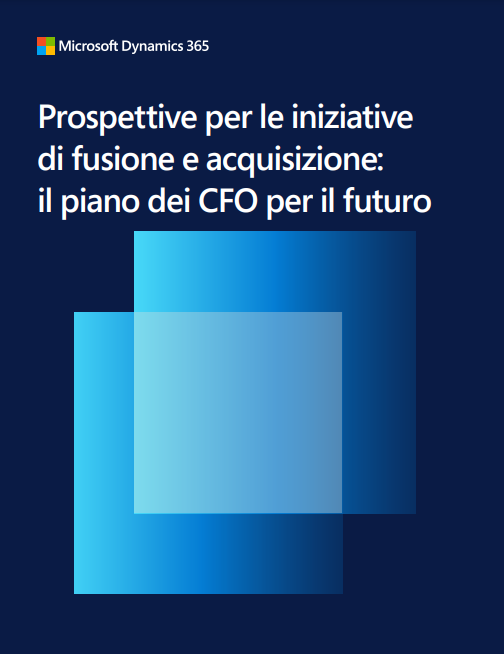 Microsoft Dynamics 365
Prospettive per le iniziative
di fusione e acquisizione:
il piano dei CFO per il futuro